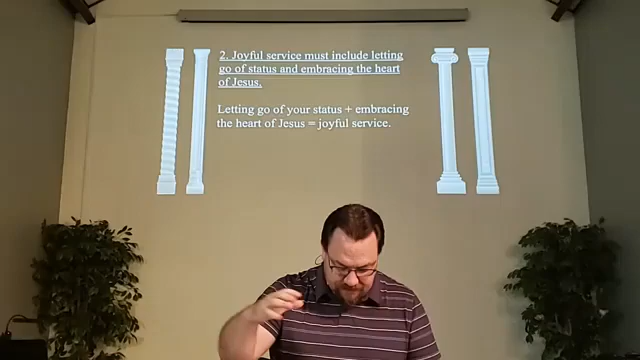 2. Joyful service must include letting
go of status and embracing the heart
of Jesus.
Letting go of your status + embracing
the heart of Jesus = joyful service.